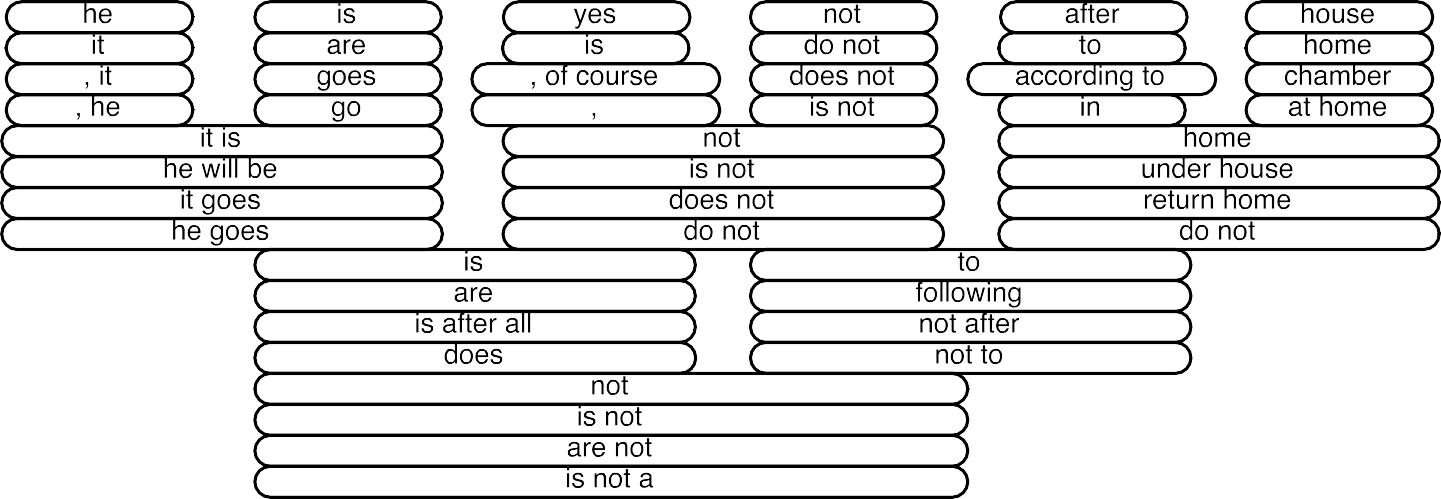 he is yes not after house
it are is do not to home
, it goes , of course does not according to chamber
, he go , is not in at home
it is not home
he will be is not under house
it goes does not return home
he goes do not do not
is to
are following
is after all not after
does not to
not
is not
are not
is not a